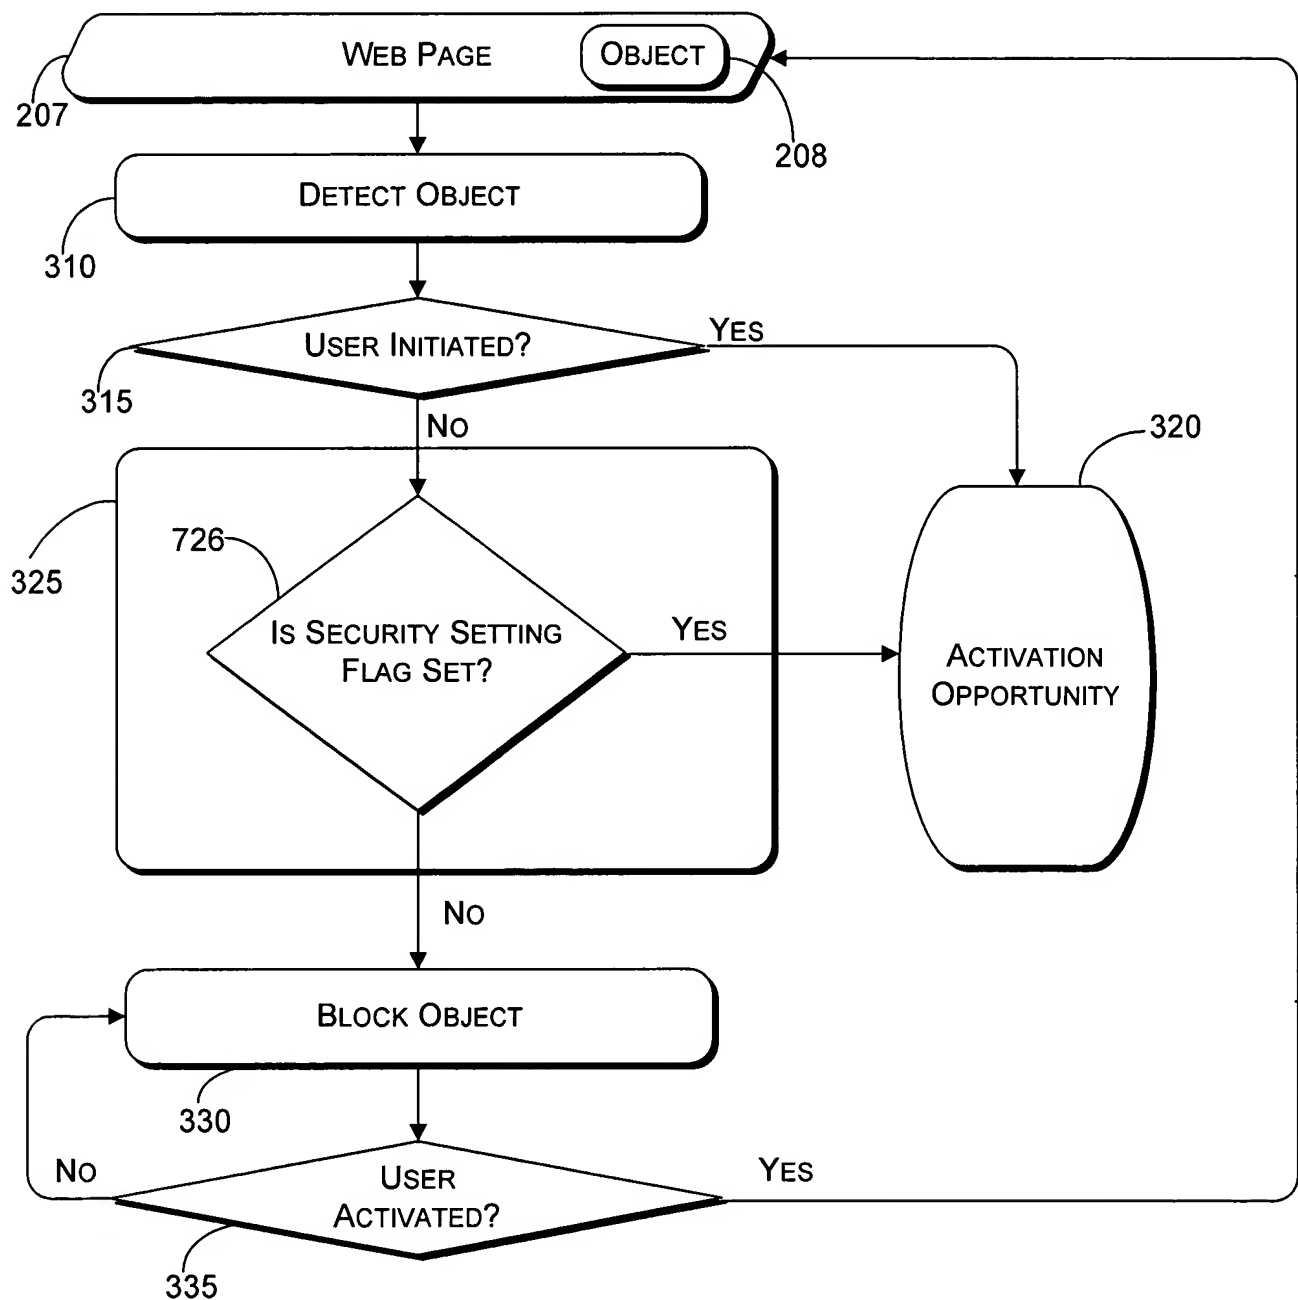 WEB PAGE
OBJECT
207
208
DETECT OBJECT
310
USER INITIATED?
YES
315
NO
320
726
325
IS SECURITY SETTING
FLAG SET?
YES
ACTIVATION
OPPORTUNITY
NO
BLOCK OBJECT
330
NO
USER
ACTIVATED?
YES
335